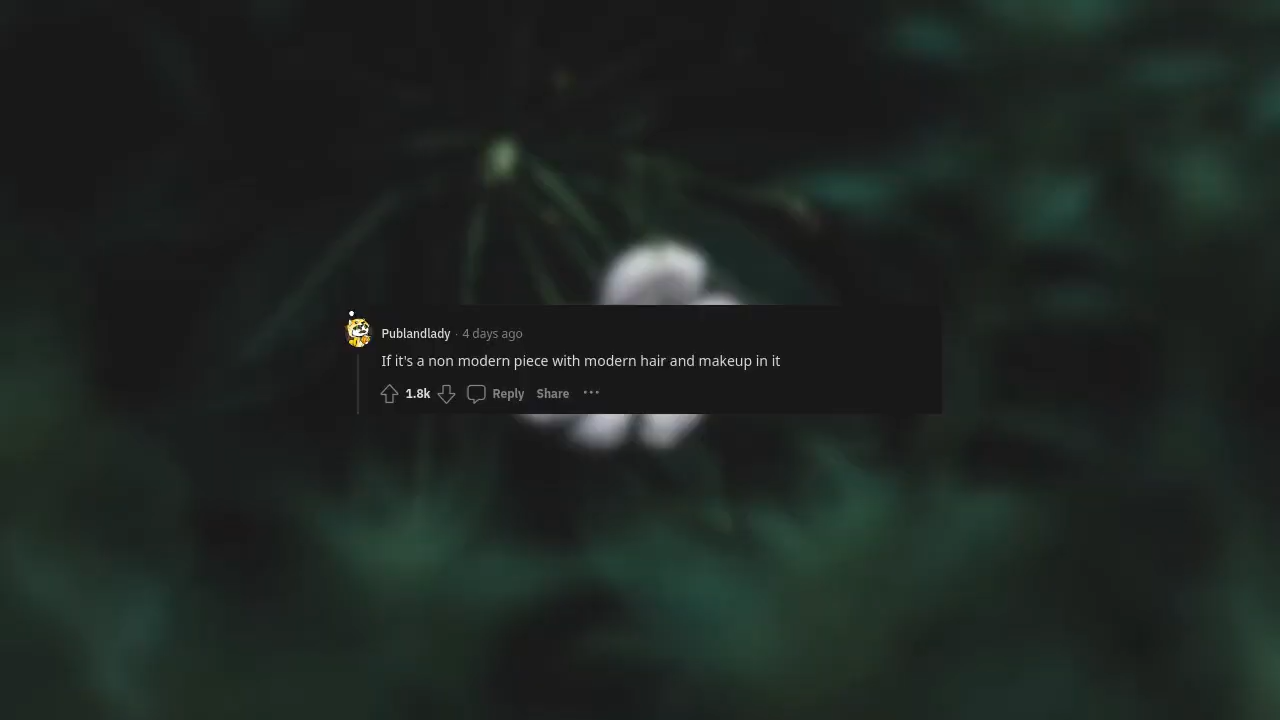 Publandlady · 4 days ago
If it's a non modern piece with modern hair and makeup in it
1.8k Reply Share ···